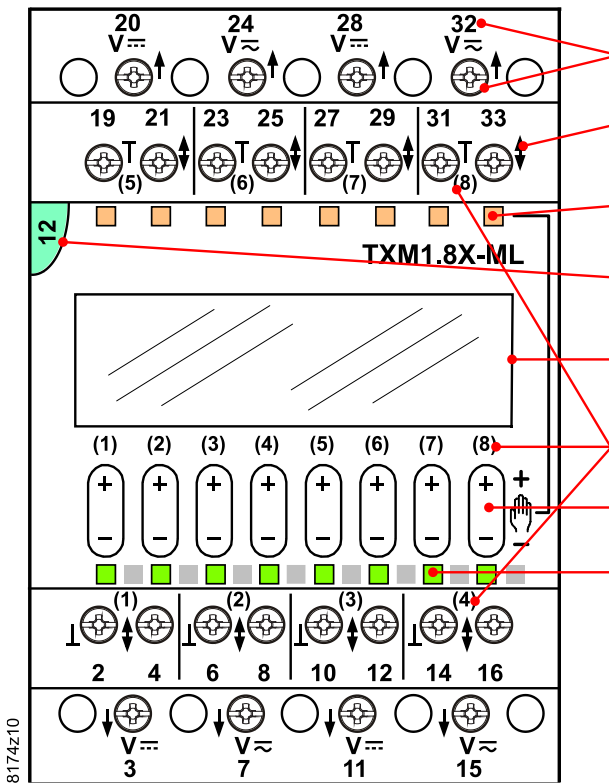 20 24 28 32
V V V V
19 21 23 25 27 29 31 33
(5) (6) (7) (8)
12
TXM1.8X-ML
(1) (2) (3) (4) (5) (6) (7) (8)
+ + + + + + + + +
− − − − − − − − −
(1) (2) (3) (4)
2 4 6 8 10 12 14 16
V V V V
3 7 11 15
8174z10